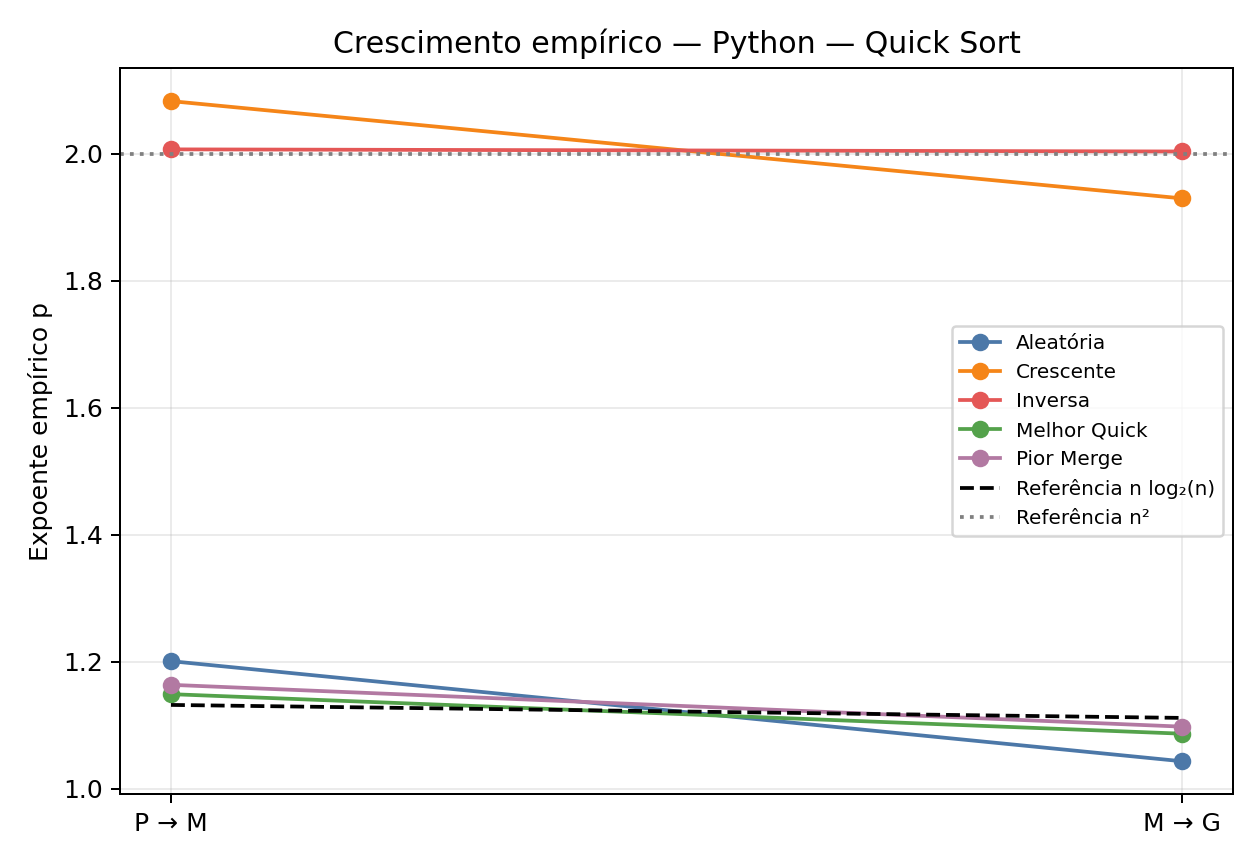 Crescimento empírico — Python — Quick Sort
Expoente empírico p
2.0
1.8
1.6
1.4
1.2
1.0
P → M
M → G
Aleatória
Crescente
Inversa
Melhor Quick
Pior Merge
Referência n log₂(n)
Referência n²